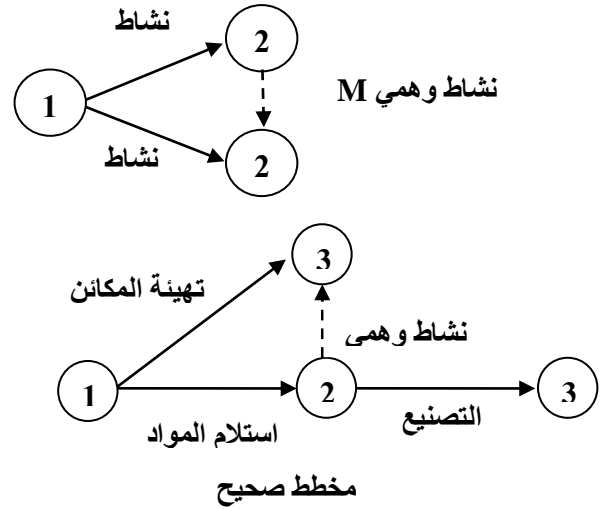 نشاط
2
1
نشاط وهمي M
2
نشاط
3
تهيئة المكائن
نشاط وهمي
1
2
3
استلام المواد
التصنيع
مخطط صحيح